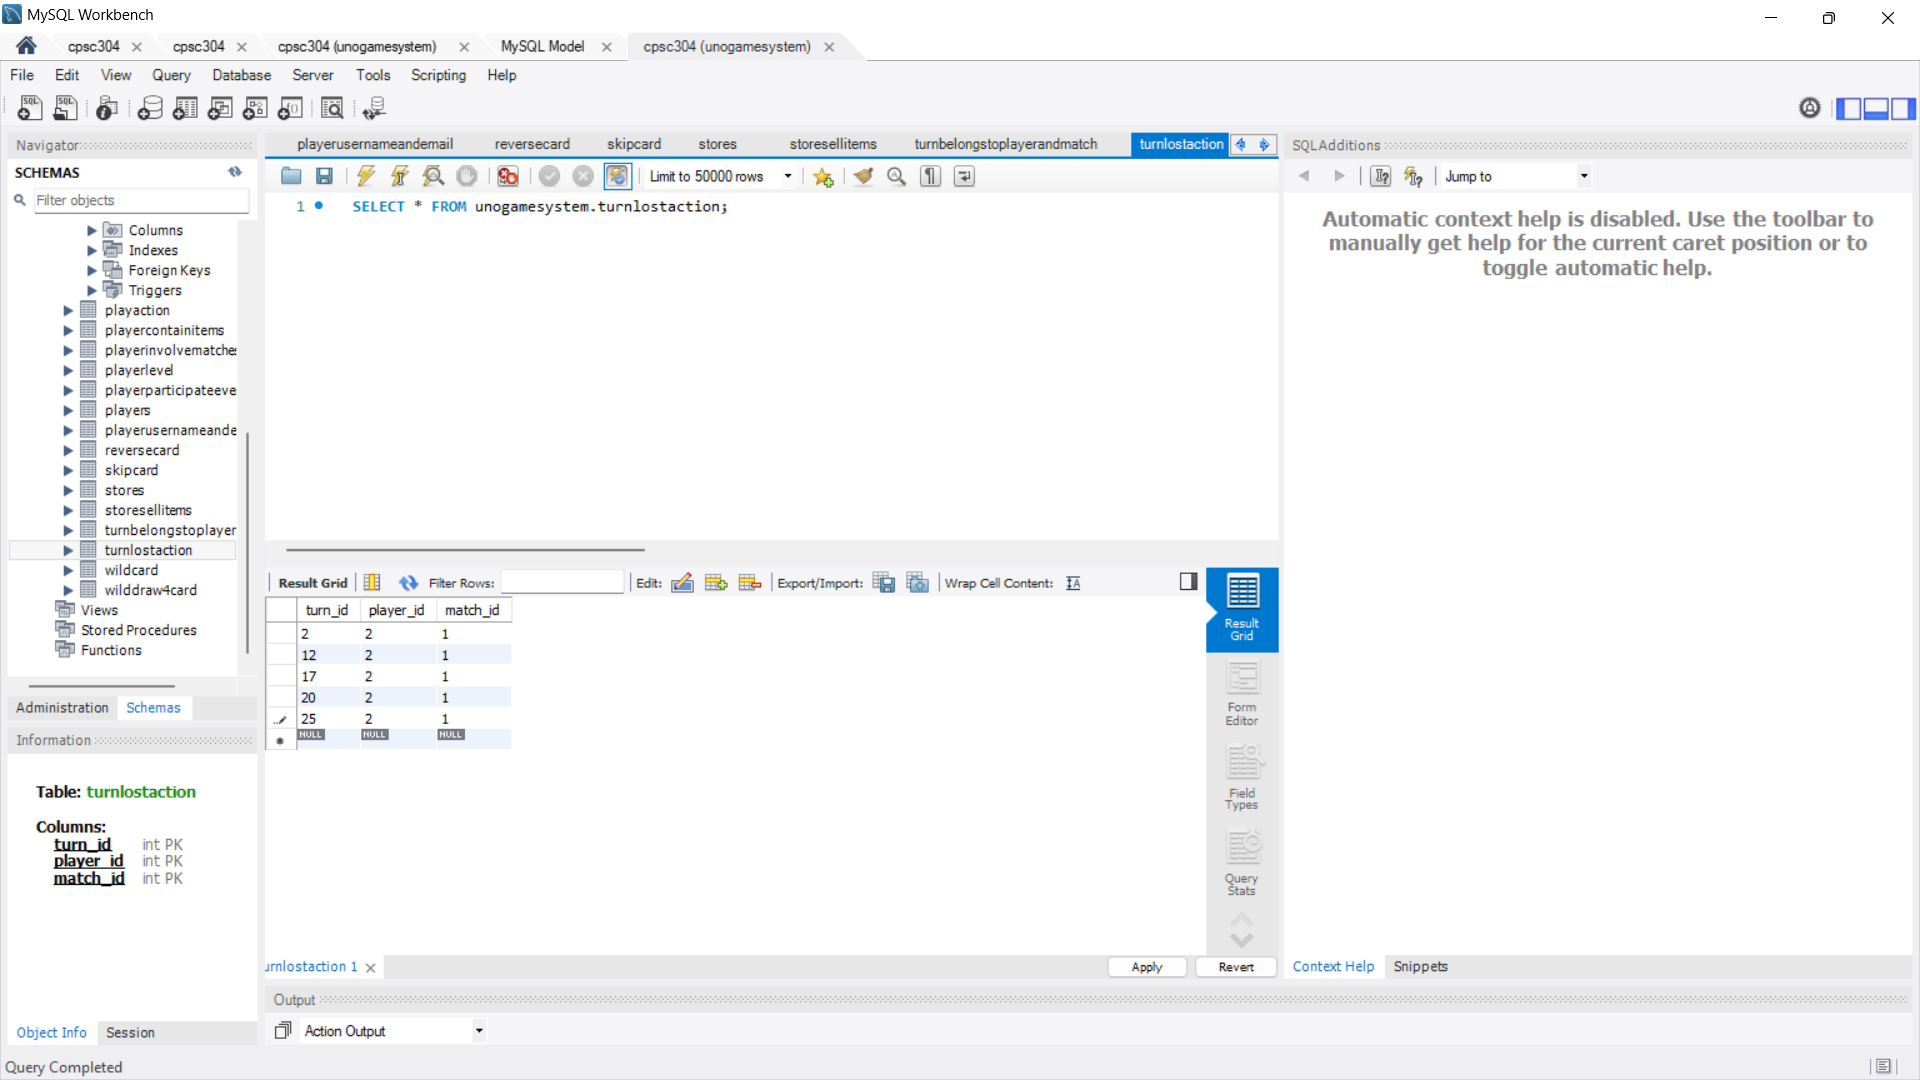 MySQL Workbench
cpsc304
cpsc304
cpsc304 (unogamesystem)
MySQL Model
cpsc304 (unogamesystem)
File Edit View Query Database Server Tools Scripting Help
Navigator
SCHEMAS
Filter objects
Columns
Indexes
Foreign Keys
Triggers
playaction
playercontainitems
playerinvolvematche
playerlevel
playerparticipateeve
players
playerusernameande
reversecard
skipcard
stores
storesellitems
turnbelongstoplayer
turnlostaction
wildcard
wilddraw4card
Views
Stored Procedures
Functions
Administration Schemas
Information
Table: turnlostaction
Columns:
turn_id int PK
player_id int PK
match_id int PK
Object Info Session
Query Completed
playerusernameandemail reversecard skipcard stores storesellitems turnbelongstoplayerandmatch turnlostaction
Limit to 50000 rows
1 SELECT * FROM unogamesystem.turnlostaction;
Result Grid Filter Rows: Edit: Export/Import: Wrap Cell Content:
turn_id player_id match_id
2 2 1
12 2 1
17 2 1
20 2 1
25 2 1
NULL NULL NULL
Result
Grid
Form
Editor
Field
Types
Query
Stats
urnlostaction 1
Apply Revert
Output
Action Output
SQLAdditions
Jump to
Automatic context help is disabled. Use the toolbar to
manually get help for the current caret position or to
toggle automatic help.
Context Help Snippets